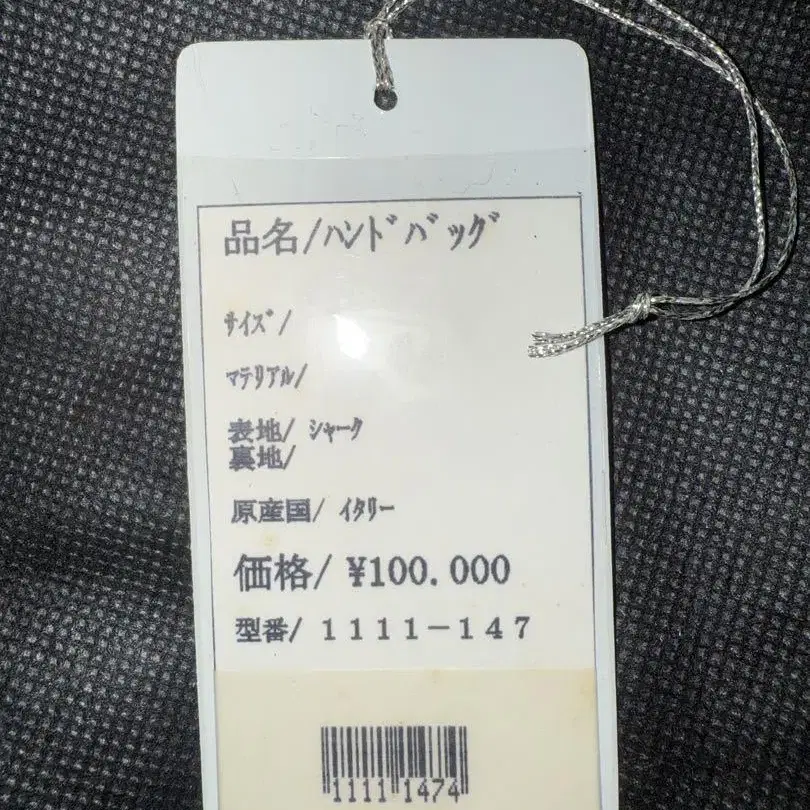 品名/ﾊﾝﾄﾞﾊﾞｯｸﾞ
ｻｲｽﾞ/
ﾏﾃﾘｱﾙ/
表地/ ｼｬｰｸ
裏地/
原産国/ ｲﾀﾘｰ
価格/ ¥100.000
型番/ １１１１－１４７
1111 1474